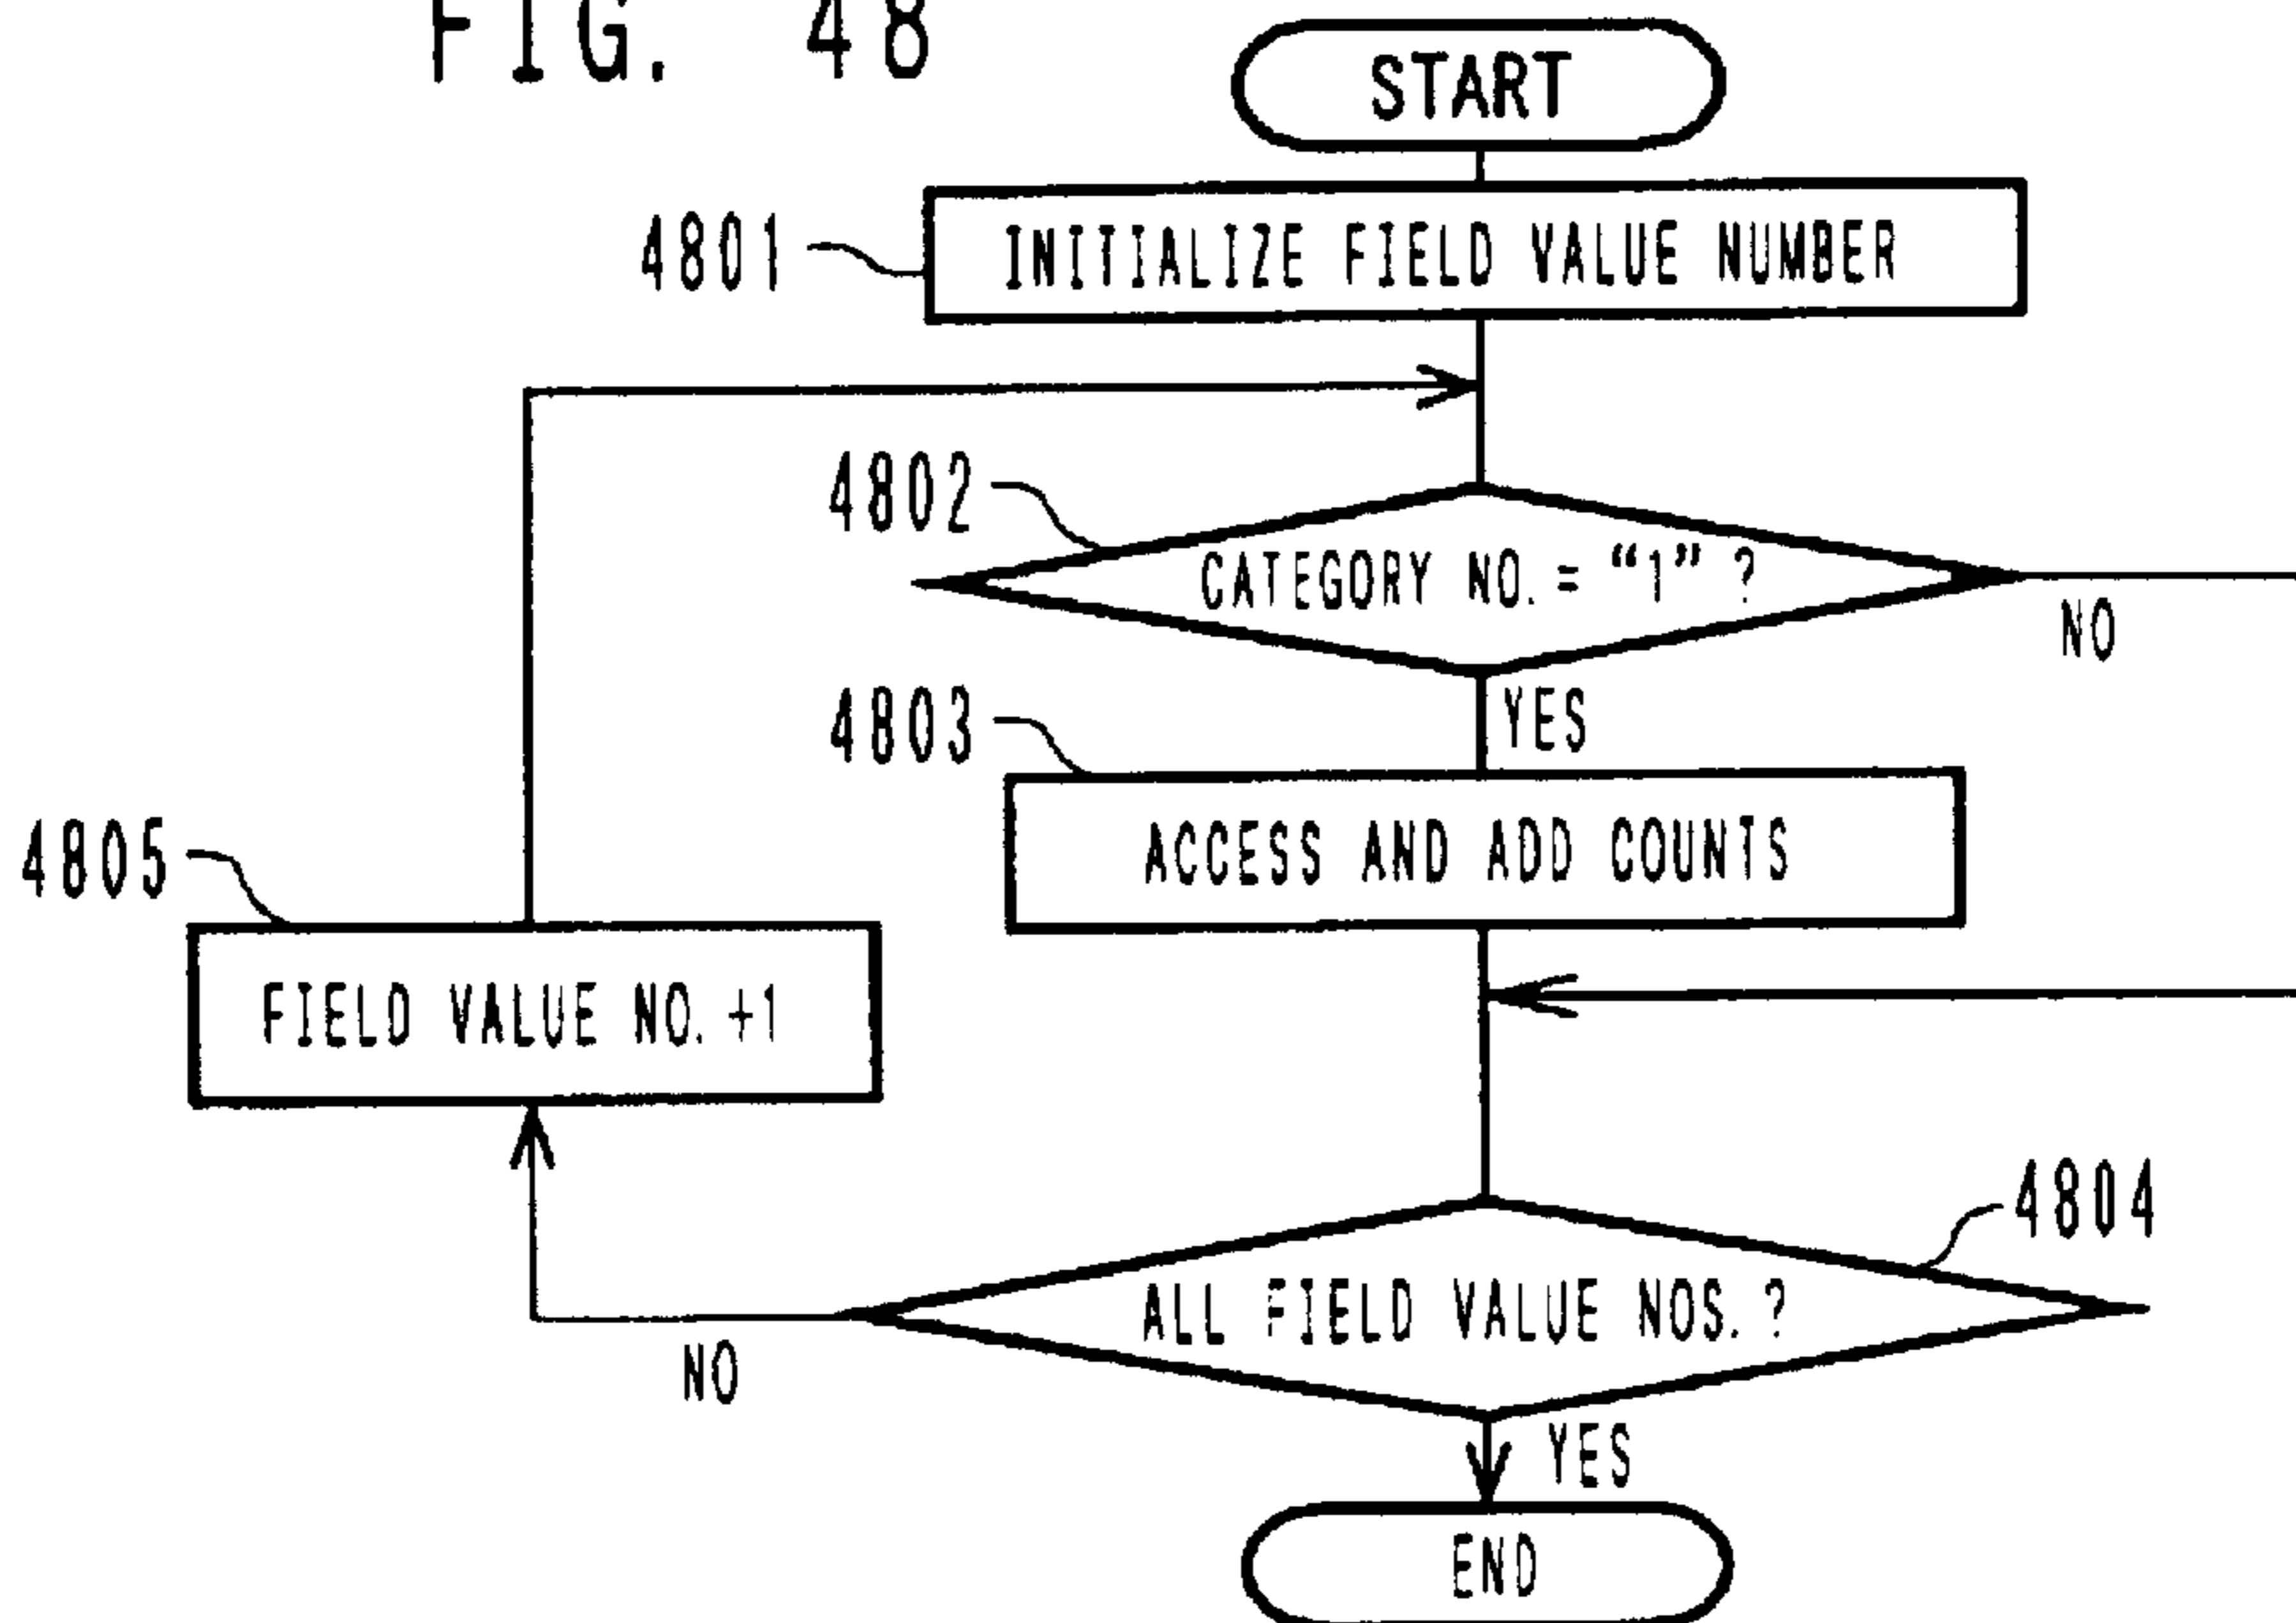 FIG. 48
START
4801
INITIALIZE FIELD VALUE NUMBER
4802
CATEGORY NO. = “1” ?
NO
YES
4803
ACCESS AND ADD COUNTS
4805
FIELD VALUE NO. +1
4804
ALL FIELD VALUE NOS. ?
NO
YES
END